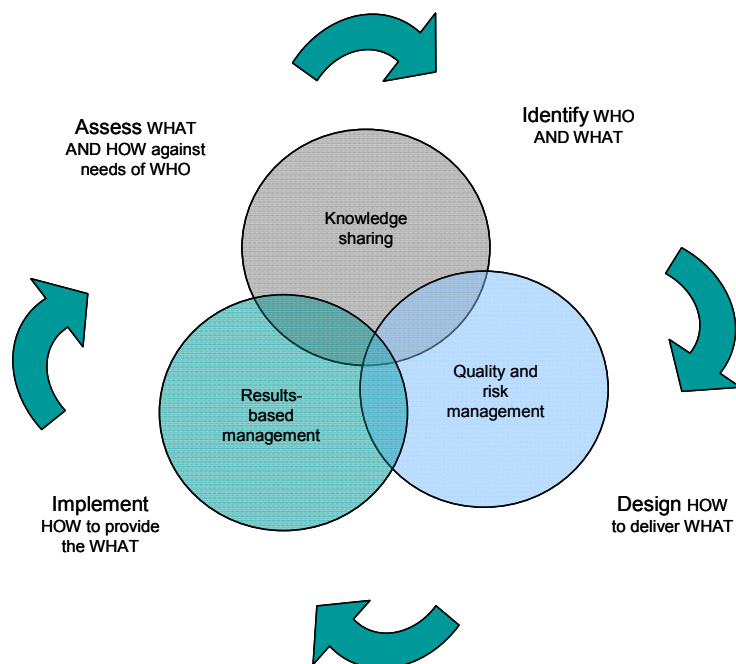 Assess WHAT
AND HOW against
needs of WHO
Identify WHO
AND WHAT
Knowledge
sharing
Results-
based
management
Quality and
risk
management
Implement
HOW to provide
the WHAT
Design HOW
to deliver WHAT